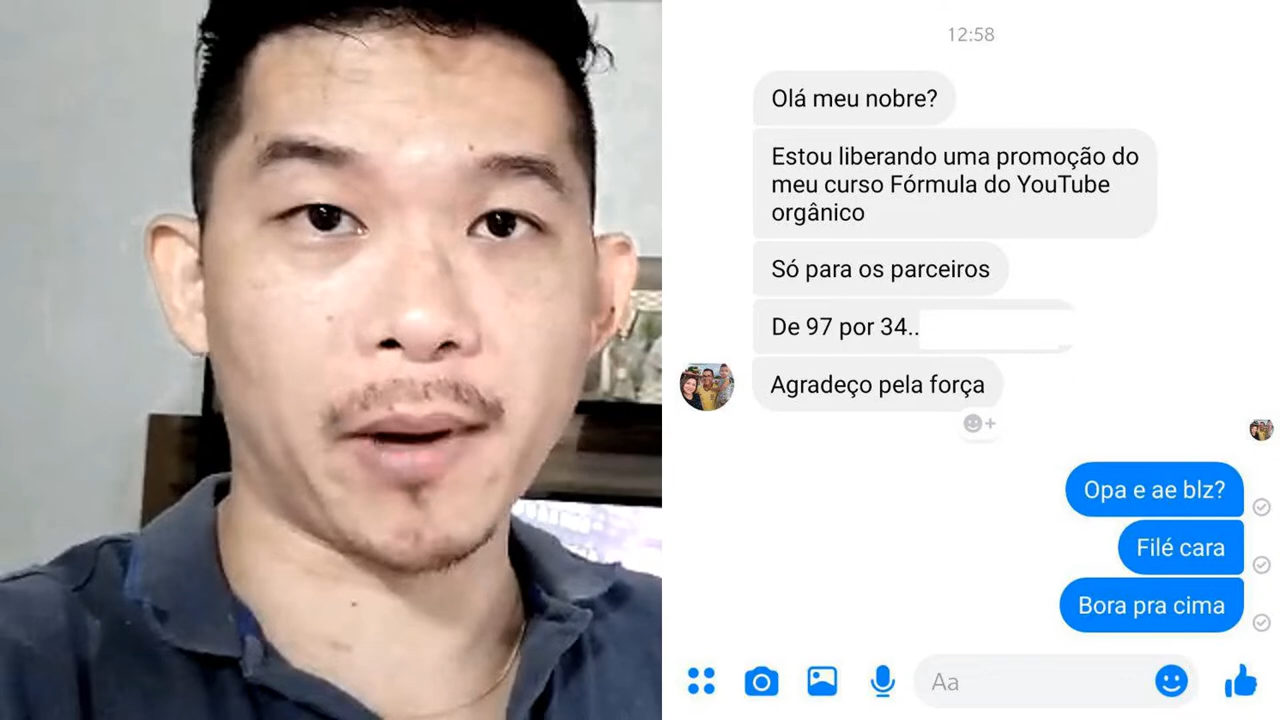 12:58
Olá meu nobre?
Estou liberando uma promoção do
meu curso Fórmula do YouTube
orgânico
Só para os parceiros
De 97 por 34..
Agradeço pela força
Opa e ae blz?
Filé cara
Bora pra cima
Aa